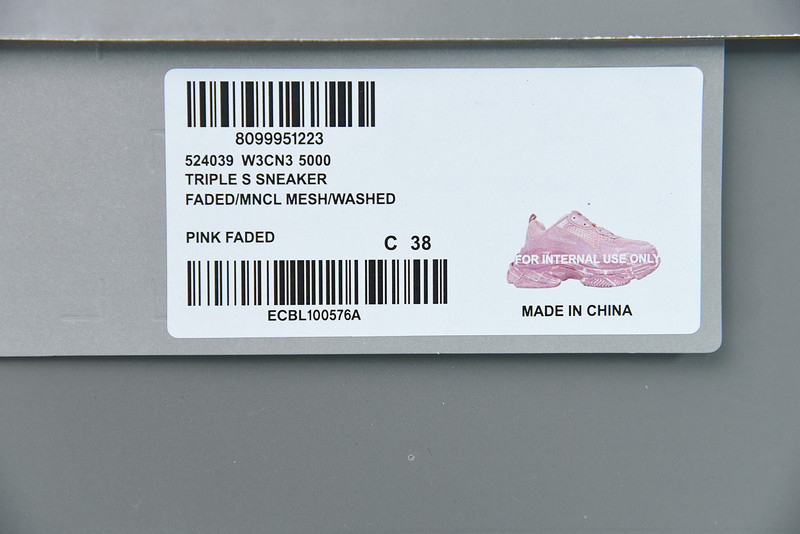 8099951223
524039 W3CN3 5000
TRIPLE S SNEAKER
FADED/MNCL MESH/WASHED
PINK FADED
C 38
FOR INTERNAL USE ONLY
ECBL100576A
MADE IN CHINA